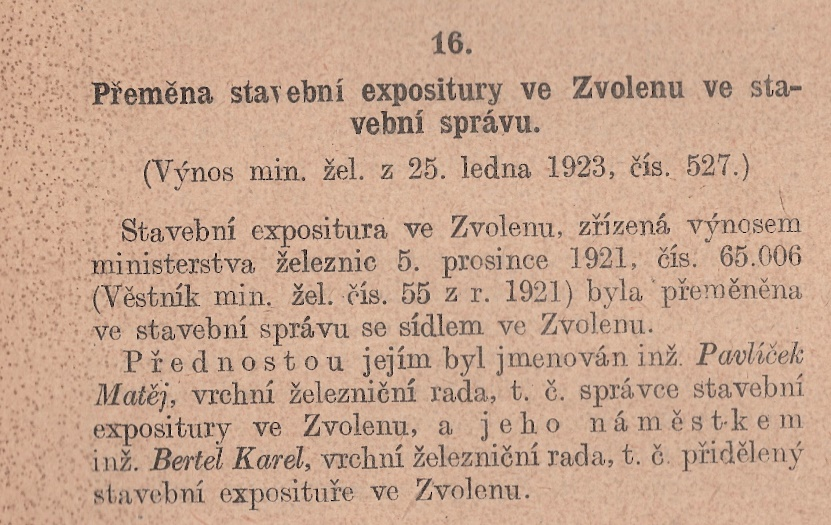 16.
Přeměna stavební expositury ve Zvolenu ve sta-
vební správu.
(Výnos min. žel. z 25. ledna 1923, čís. 527.)
Stavební expositura ve Zvolenu, zřízená výnosem
ministerstva železnic 5. prosince 1921, čís. 65.006
(Věstník min. žel. čís. 55 z r. 1921) byla přeměněna
ve stavební správu se sídlem ve Zvolenu.
Přednostou jejím byl jmenován inž. Pavlíček
Matěj, vrchní železniční rada, t. č. správce stavební
expositury ve Zvolenu, a jeho náměstkem
inž. Bertel Karel, vrchní železniční rada, t. č. přidělený
stavební exposituře ve Zvolenu.